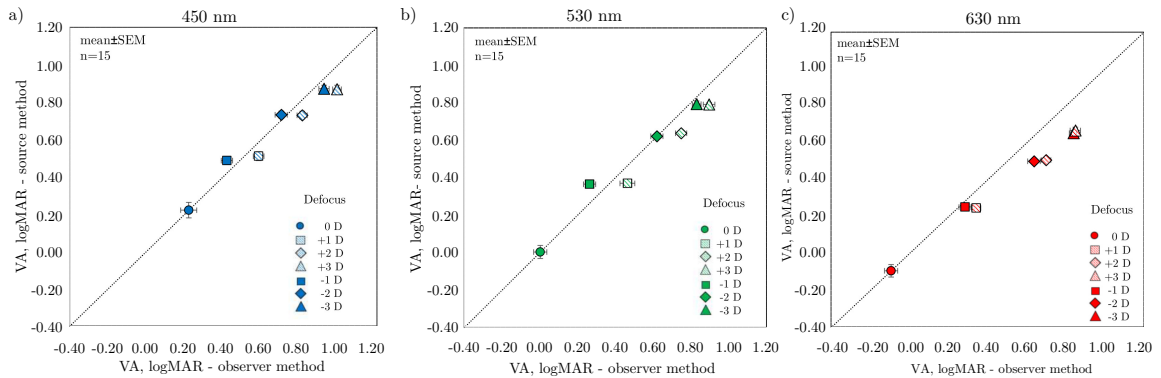 a)
450 nm
mean±SEM
n=15
VA, logMAR - source method
1.20
1.00
0.80
0.60
0.40
0.20
0.00
-0.20
-0.40
Defocus
0 D
+1 D
+2 D
+3 D
-1 D
-2 D
-3 D
-0.40 -0.20 0.00 0.20 0.40 0.60 0.80 1.00 1.20
VA, logMAR - observer method
b)
530 nm
mean±SEM
n=15
VA, logMAR- source method
1.20
1.00
0.80
0.60
0.40
0.20
0.00
-0.20
-0.40
Defocus
0 D
+1 D
+2 D
+3 D
-1 D
-2 D
-3 D
-0.40 -0.20 0.00 0.20 0.40 0.60 0.80 1.00 1.20
VA, logMAR - observer method
c)
630 nm
mean±SEM
n=15
VA, logMAR - source method
1.20
1.00
0.80
0.60
0.40
0.20
0.00
-0.20
-0.40
Defocus
0 D
+1 D
+2 D
+3 D
-1 D
-2 D
-3 D
-0.40 -0.20 0.00 0.20 0.40 0.60 0.80 1.00 1.20
VA, logMAR - observer method